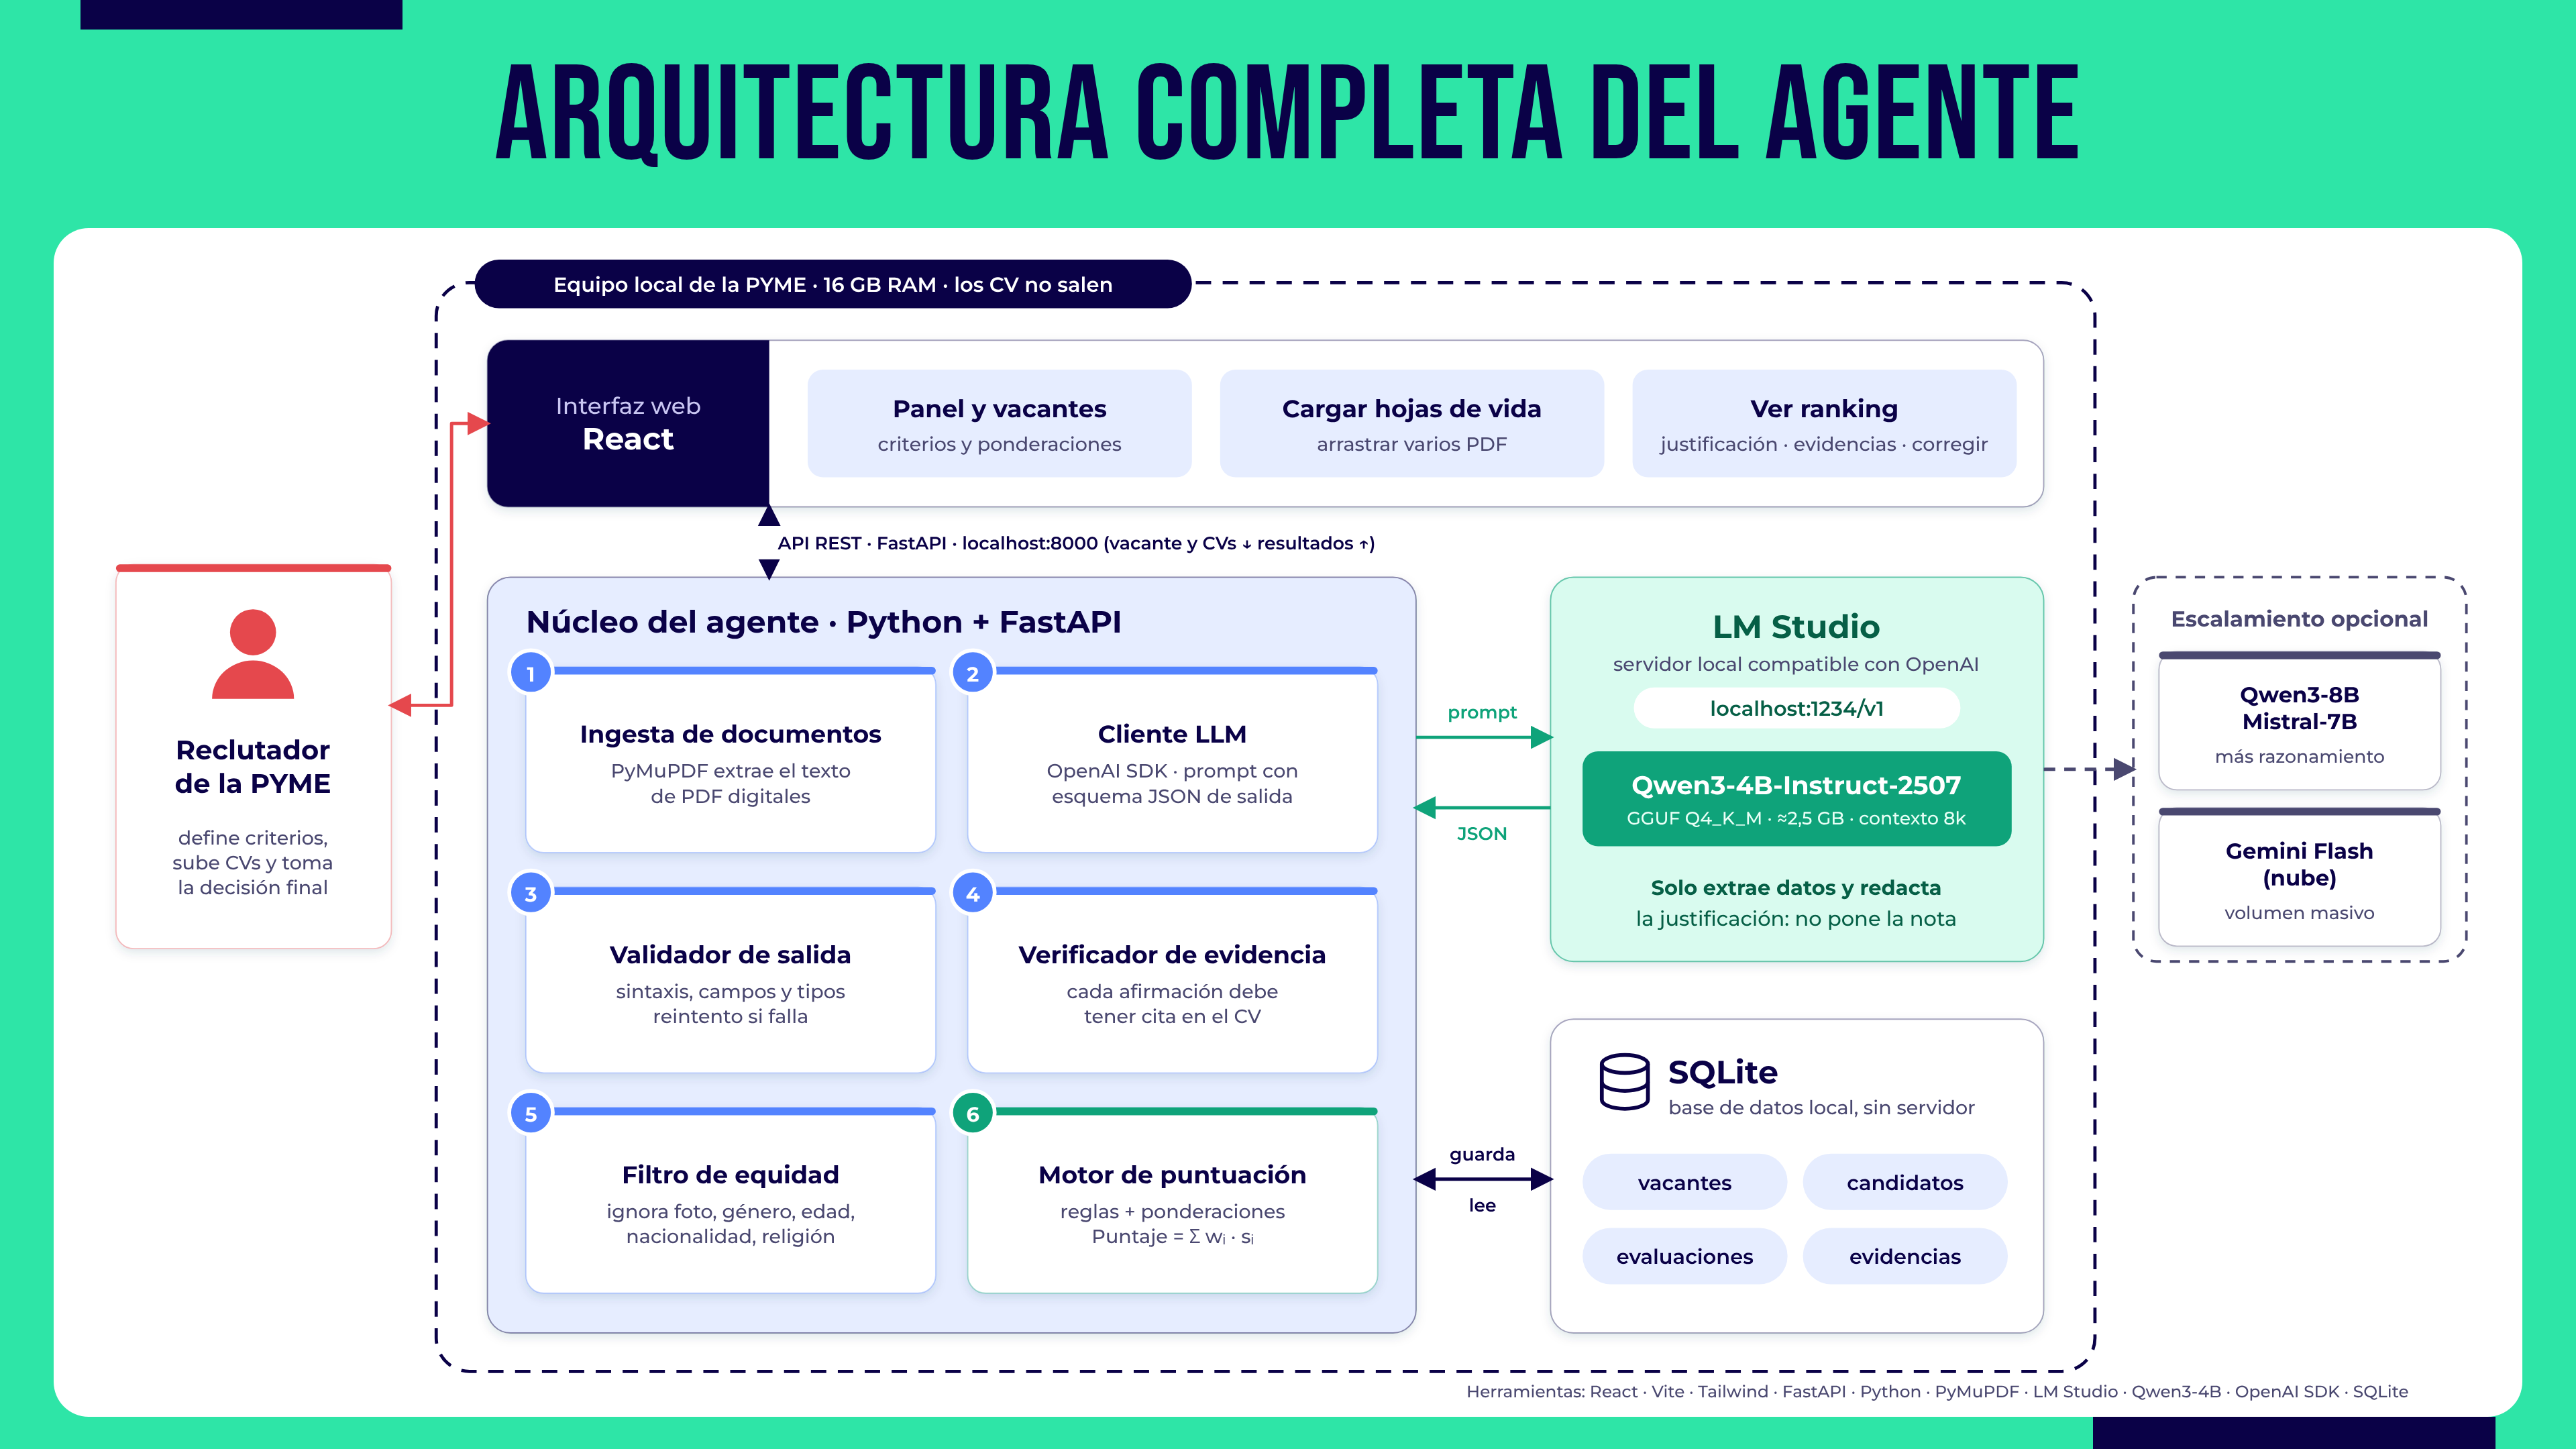 ARQUITECTURA COMPLETA DEL AGENTE
Equipo local de la PYME · 16 GB RAM · los CV no salen
Interfaz web
React
Panel y vacantes
criterios y ponderaciones
Cargar hojas de vida
arrastrar varios PDF
Ver ranking
justificación · evidencias · corregir
API REST · FastAPI · localhost:8000 (vacante y CVs ↓ resultados ↑)
Reclutador
de la PYME
define criterios,
sube CVs y toma
la decisión final
Núcleo del agente · Python + FastAPI
1
Ingesta de documentos
PyMuPDF extrae el texto
de PDF digitales
2
Cliente LLM
OpenAI SDK · prompt con
esquema JSON de salida
3
Validador de salida
sintaxis, campos y tipos
reintento si falla
4
Verificador de evidencia
cada afirmación debe
tener cita en el CV
5
Filtro de equidad
ignora foto, género, edad,
nacionalidad, religión
6
Motor de puntuación
reglas + ponderaciones
Puntaje = Σ wᵢ · sᵢ
prompt
JSON
guarda
lee
LM Studio
servidor local compatible con OpenAI
localhost:1234/v1
Qwen3-4B-Instruct-2507
GGUF Q4_K_M · ≈2,5 GB · contexto 8k
Solo extrae datos y redacta
la justificación: no pone la nota
SQLite
base de datos local, sin servidor
vacantes
candidatos
evaluaciones
evidencias
Escalamiento opcional
Qwen3-8B
Mistral-7B
más razonamiento
Gemini Flash
(nube)
volumen masivo
Herramientas: React · Vite · Tailwind · FastAPI · Python · PyMuPDF · LM Studio · Qwen3-4B · OpenAI SDK · SQLite